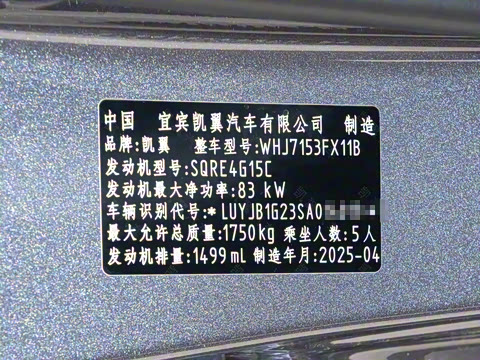 中国 宜宾凯翼汽车有限公司 制造
品牌:凯翼 整车型号:WHJ7153FX11B
发动机型号:SQRE4G15C
发动机最大净功率:83 kW
车辆识别代号:*LUYJB1G23SA0
最大允许总质量:1750kg 乘坐人数:5人
发动机排量:1499mL 制造年月:2025-04